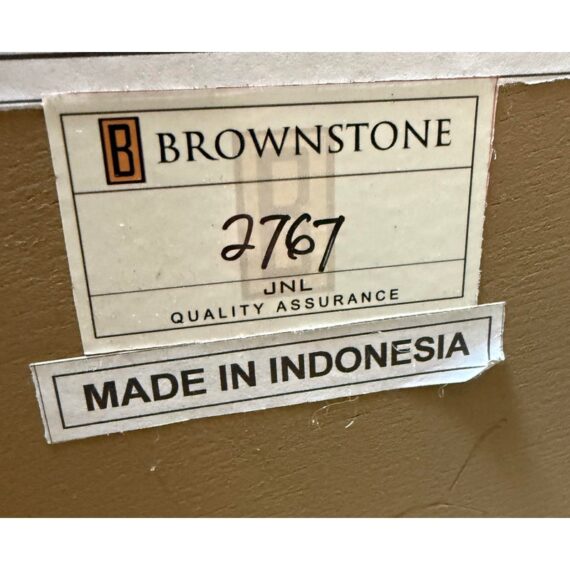 B BROWNSTONE
2767
JNL
QUALITY ASSURANCE
MADE IN INDONESIA